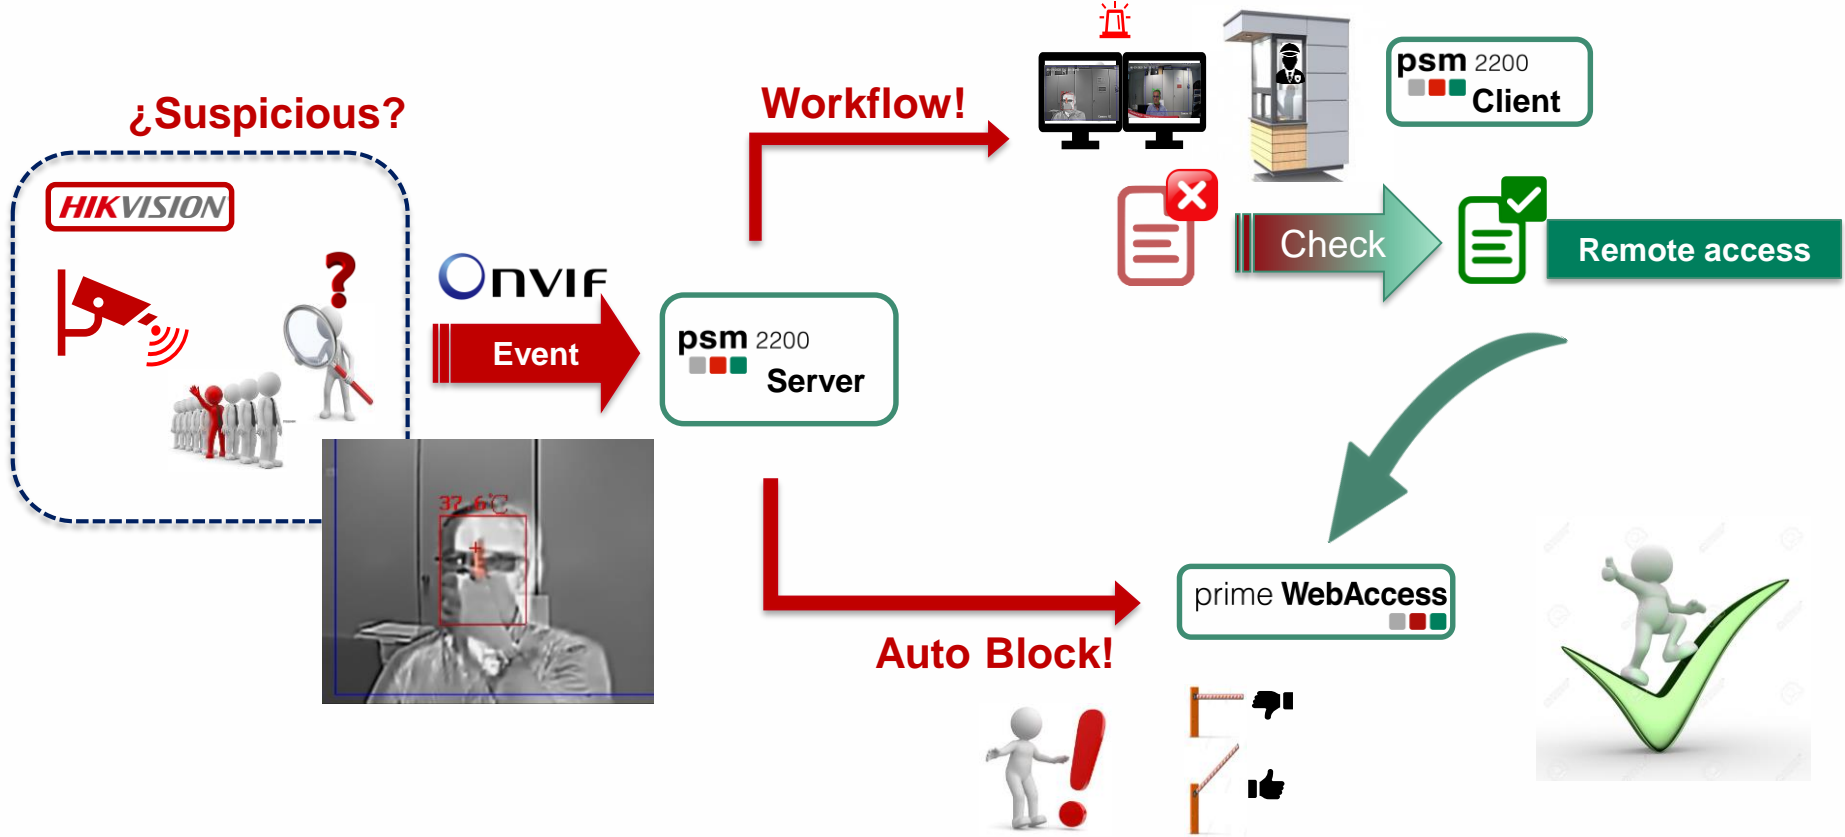 ¿Suspicious?
HIKVISION
ONVIF
Event
37.6℃
psm 2200
Server
Workflow!
psm 2200
Client
Check
Remote access
Auto Block!
prime WebAccess